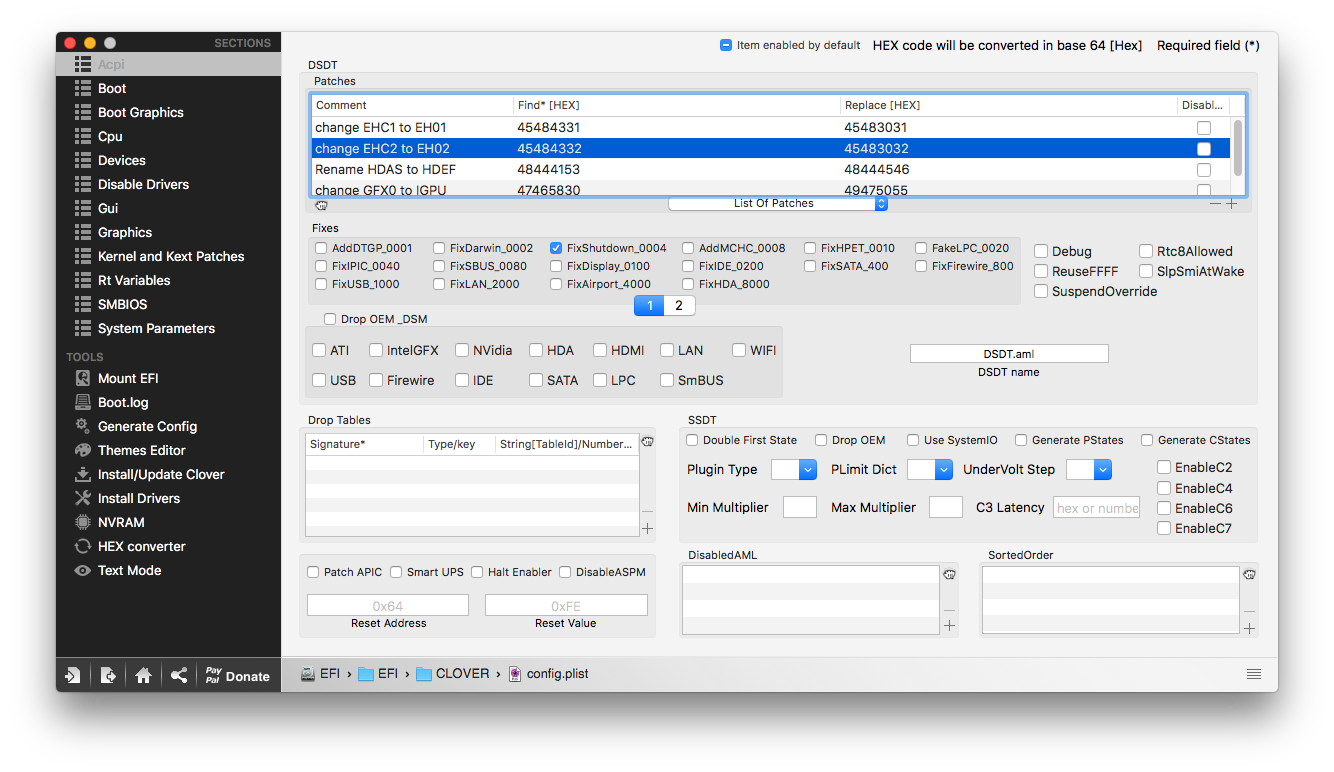 SECTIONS
Acpi
Boot
Boot Graphics
Cpu
Devices
Disable Drivers
Gui
Graphics
Kernel and Kext Patches
Rt Variables
SMBIOS
System Parameters
TOOLS
Mount EFI
Boot.log
Generate Config
Themes Editor
Install/Update Clover
Install Drivers
NVRAM
HEX converter
Text Mode
Pay Pal Donate
Item enabled by default HEX code will be converted in base 64 [Hex] Required field (*)
DSDT
Patches
Comment Find* [HEX] Replace [HEX] Disabl...
change EHC1 to EH01 45484331 45483031
change EHC2 to EH02 45484332 45483032
Rename HDAS to HDEF 48444153 48444546
change GFX0 to IGPU 47465830 49475055
List Of Patches
Fixes
AddDTGP_0001 FixDarwin_0002 FixShutdown_0004 AddMCHC_0008 FixHPET_0010 FakeLPC_0020
FixIPIC_0040 FixSBUS_0080 FixDisplay_0100 FixIDE_0200 FixSATA_400 FixFirewire_800
FixUSB_1000 FixLAN_2000 FixAirport_4000 FixHDA_8000
1 2
Debug Rtc8Allowed
ReuseFFFF SlpSmiAtWake
SuspendOverride
Drop OEM _DSM
ATI IntelGFX NVidia HDA HDMI LAN WIFI
USB Firewire IDE SATA LPC SmBUS
DSDT.aml
DSDT name
Drop Tables
Signature* Type/key String[TableId]/Number...
SSDT
Double First State Drop OEM Use SystemIO Generate PStates Generate CStates
Plugin Type PLimit Dict UnderVolt Step
Min Multiplier Max Multiplier C3 Latency hex or numbe
EnableC2
EnableC4
EnableC6
EnableC7
Patch APIC Smart UPS Halt Enabler DisableASPM
0x64 0xFE
Reset Address Reset Value
DisabledAML
SortedOrder
EFI › EFI › CLOVER › config.plist